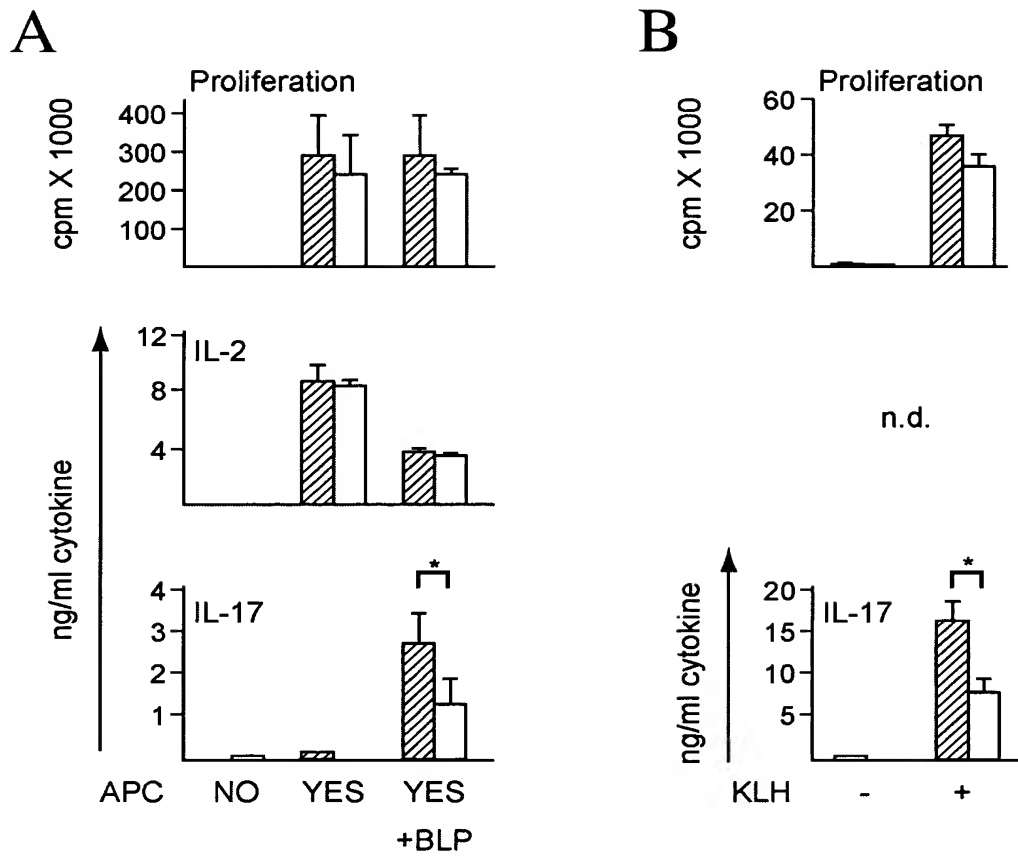 A
Proliferation
cpm X 1000
400
300
200
100
ng/ml cytokine
12
8
4
IL-2
4
3
2
1
IL-17
*
APC NO YES YES
+BLP
B
Proliferation
cpm X 1000
60
40
20
n.d.
ng/ml cytokine
20
15
10
5
IL-17
*
KLH - +